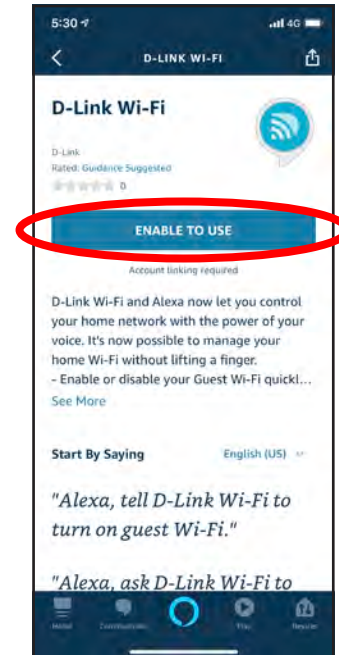 5:30
4G
D-LINK WI-FI
D-Link Wi-Fi
D-Link
Rated: Guidance Suggested
0
ENABLE TO USE
Account linking required
D-Link Wi-Fi and Alexa now let you control
your home network with the power of your
voice. It's now possible to manage your
home Wi-Fi without lifting a finger.
- Enable or disable your Guest Wi-Fi quickl...
See More
Start By Saying English (US)
"Alexa, tell D-Link Wi-Fi to
turn on guest Wi-Fi."
"Alexa, ask D-Link Wi-Fi to
Home Communicate Play Devices